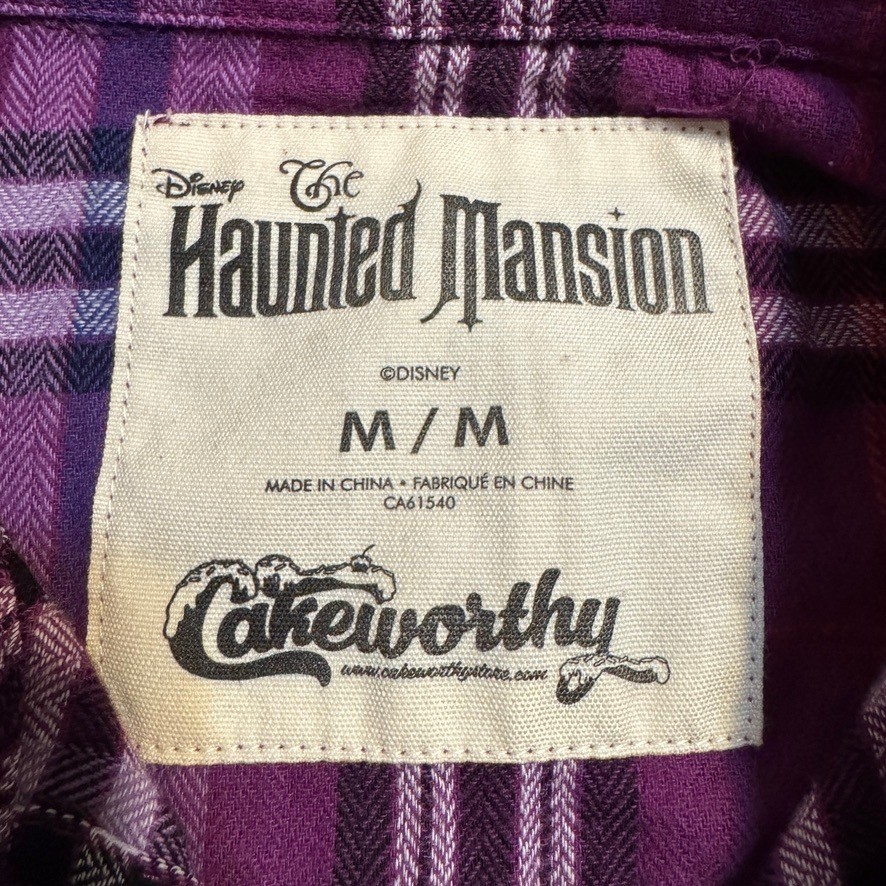 Disney The
Haunted Mansion
©DISNEY
M / M
MADE IN CHINA • FABRIQUÉ EN CHINE
CA61540
Cakeworthy
www.cakeworthystore.com